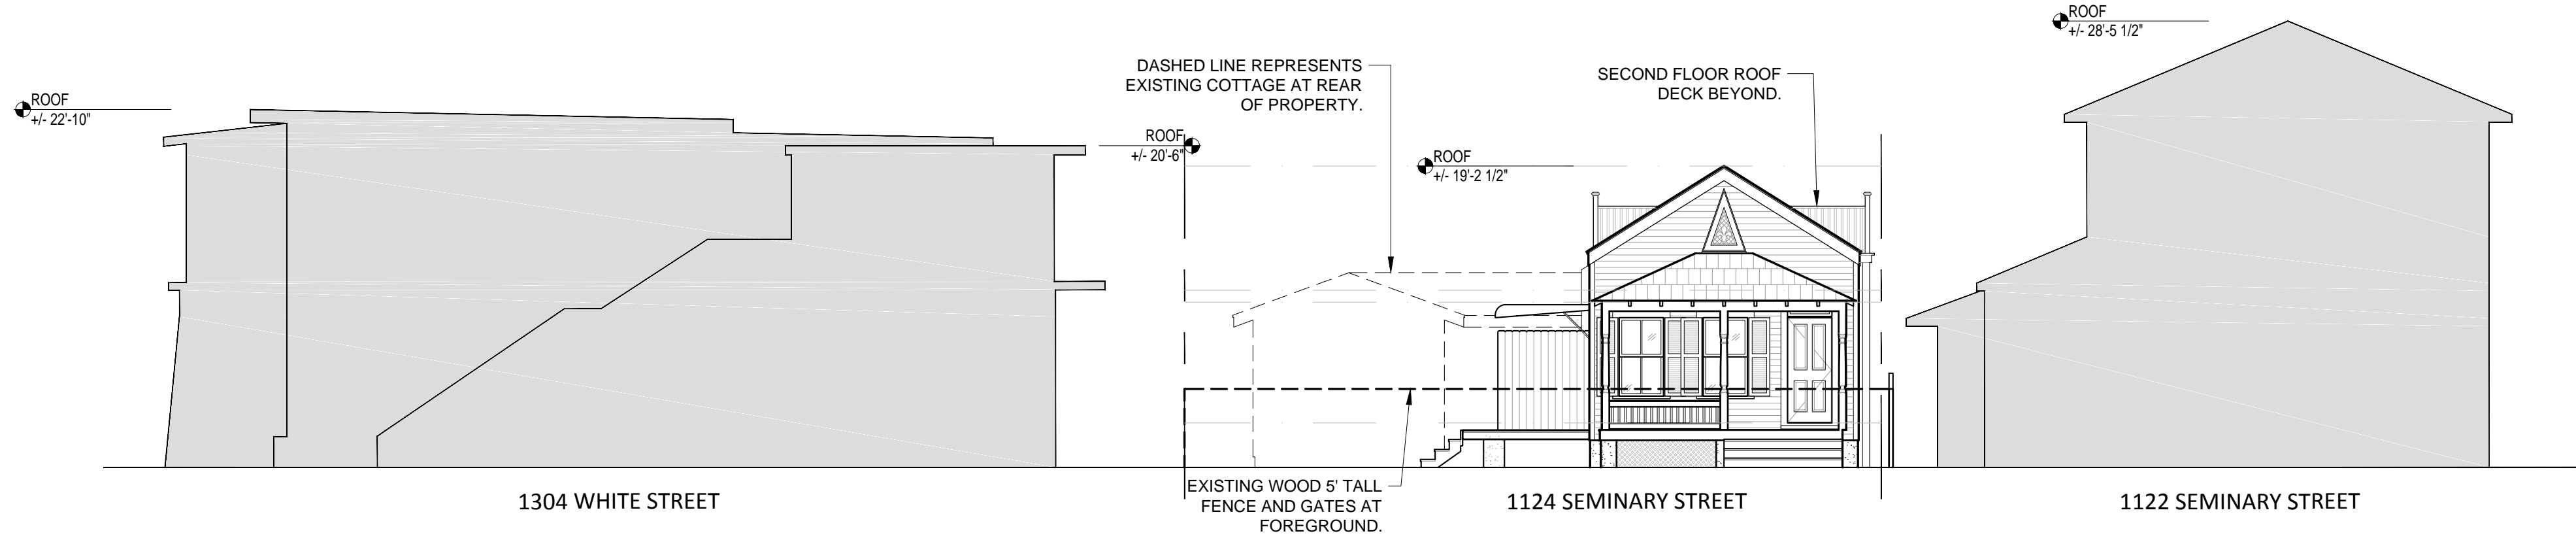 ROOF
+/- 22'-10"
DASHED LINE REPRESENTS
EXISTING COTTAGE AT REAR
OF PROPERTY.
ROOF
+/- 20'-6"
ROOF
+/- 19'-2 1/2"
SECOND FLOOR ROOF
DECK BEYOND.
ROOF
+/- 28'-5 1/2"
EXISTING WOOD 5' TALL
FENCE AND GATES AT
FOREGROUND.
1304 WHITE STREET
1124 SEMINARY STREET
1122 SEMINARY STREET